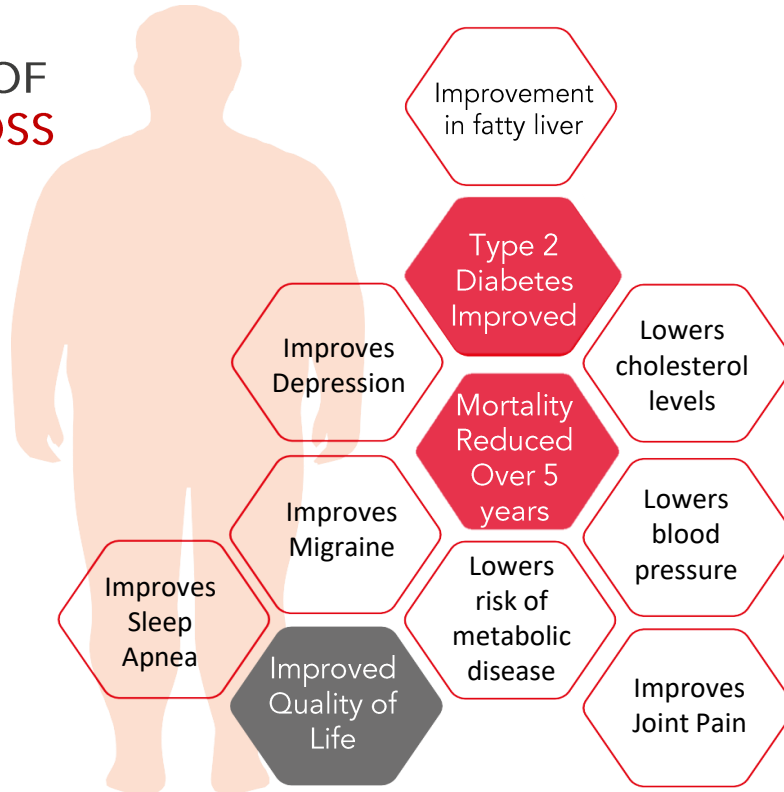 OF
Improvement
in fatty liver
Type 2
Diabetes
Improved
Improves
Depression
Lowers
cholesterol
levels
Mortality
Reduced
Over 5
years
Improves
Migraine
Lowers
blood
pressure
Improves
Sleep
Apnea
Lowers
risk of
metabolic
disease
Improved
Quality of
Life
Improves
Joint Pain